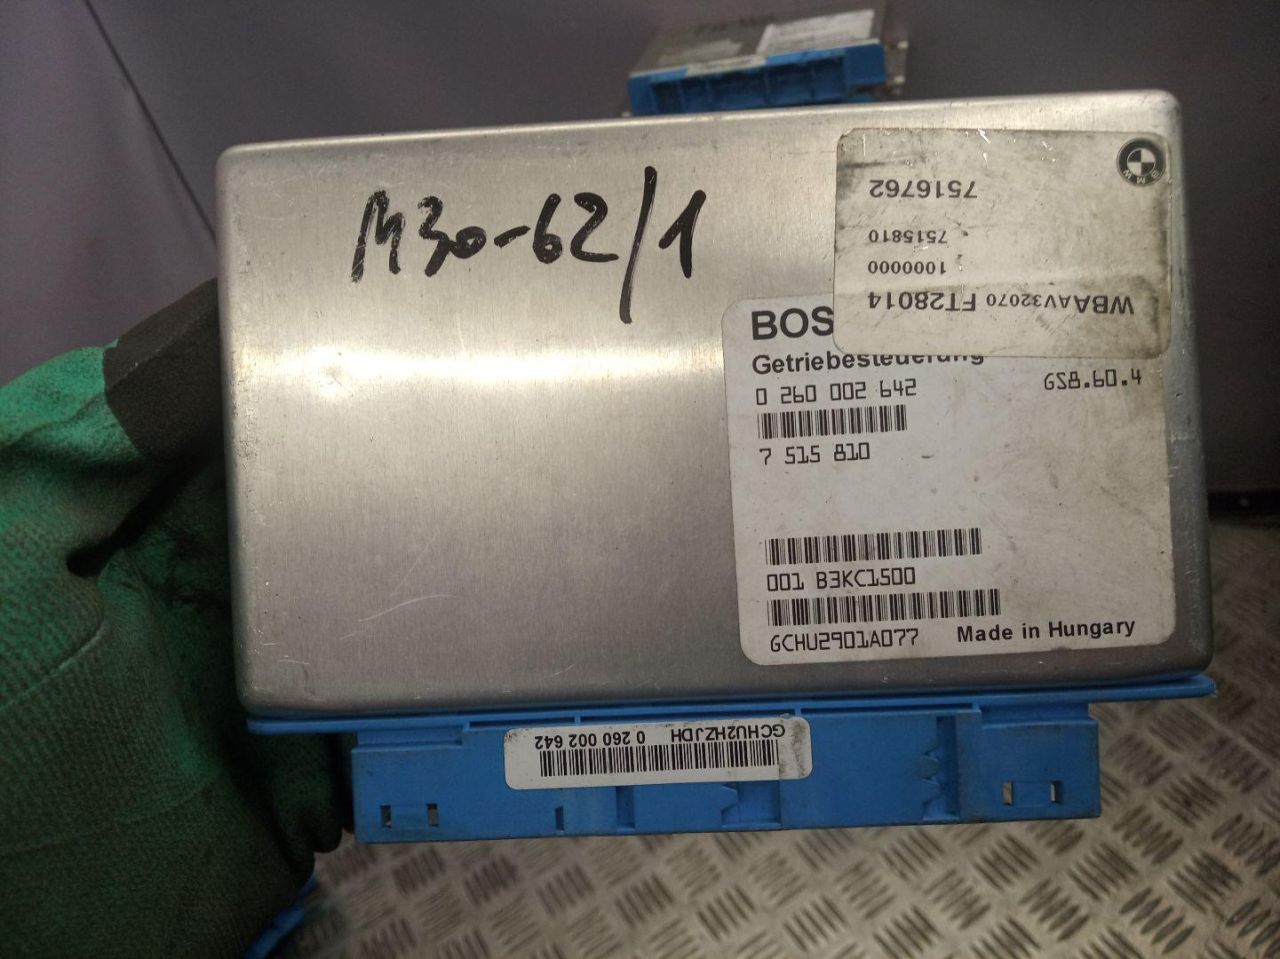 M30-62/1
BMW
7516762
7515810
1000000
WBAAV32070 FT28014
BOS
Getriebesteuerung
0 260 002 642
GS8.60.4
7 515 810
001 B3KC1500
GCHU2901A077
Made in Hungary
GCHU2HZJDH 0 260 002 642